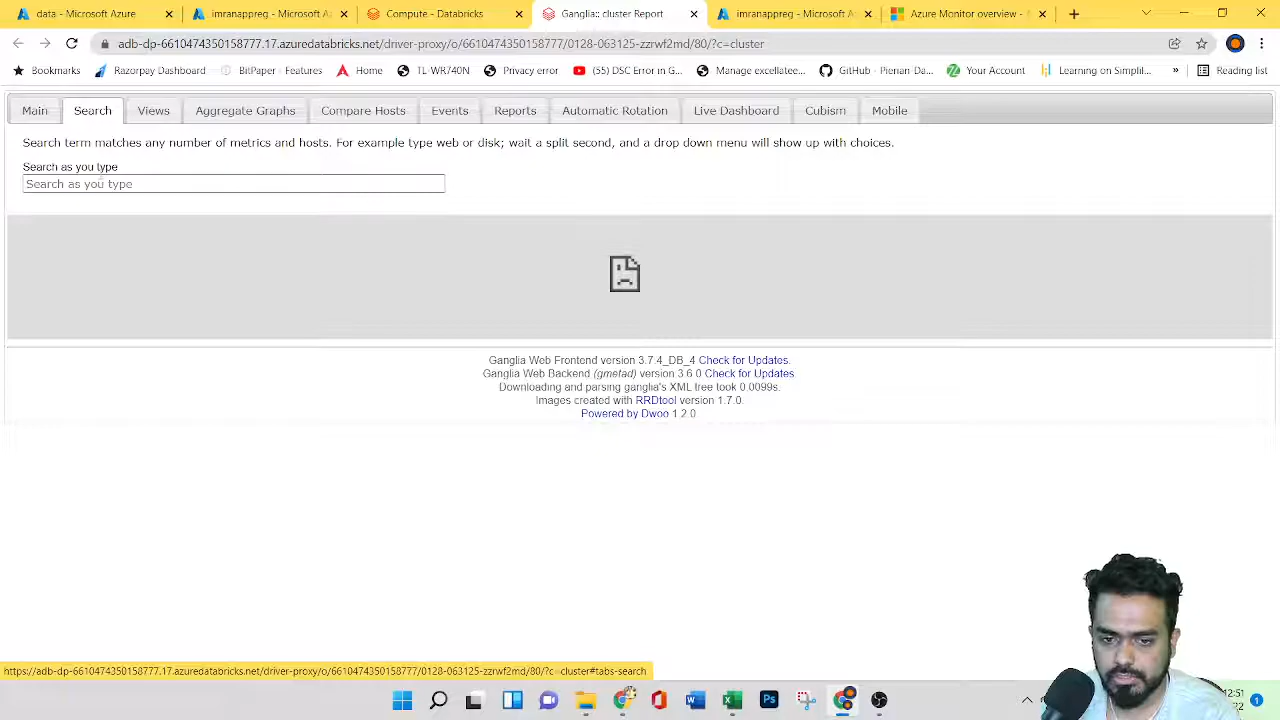 data - Microsoft Az
imranappreg - Microsoft A
Compute - Databricks
Ganglia:: cluster Report
imranappreg - Microsoft A
Azure Monitor overview -
adb-dp-6610474350158777.17.azuredatabricks.net/driver-proxy/o/6610474350158777/0128-063125-zzrwf2md/80/?c=cluster
Bookmarks
Razorpay Dashboard
BitPaper - Features
Home
TL-WR740N
Privacy error
(55) DSC Error in G...
Manage excellatee...
GitHub- Pienan Da...
Your Account
Learning on Simplil...
»
Reading list
Main
Search
Views
Aggregate Graphs
Compare Hosts
Events
Reports
Automatic Rotation
Live Dashboard
Cubism
Mobile
Search term matches any number of metrics and hosts. For example type web or disk; wait a split second, and a drop down menu will show up with choices.
Search as you type
Search as you type
Ganglia Web Frontend version 3.7.4_DB_4 Check for Updates.
Ganglia Web Backend (gmetad) version 3.6.0 Check for Updates.
Downloading and parsing ganglia's XML tree took 0.0099s.
Images created with RRDtool version 1.7.0.
Powered by Dwoo 1.2.0
https://adb-dp-6610474350158777.17.azuredatabricks.net/driver-proxy/o/6610474350158777/0128-063125-zzrwf2md/80/?c=cluster#tabs-search